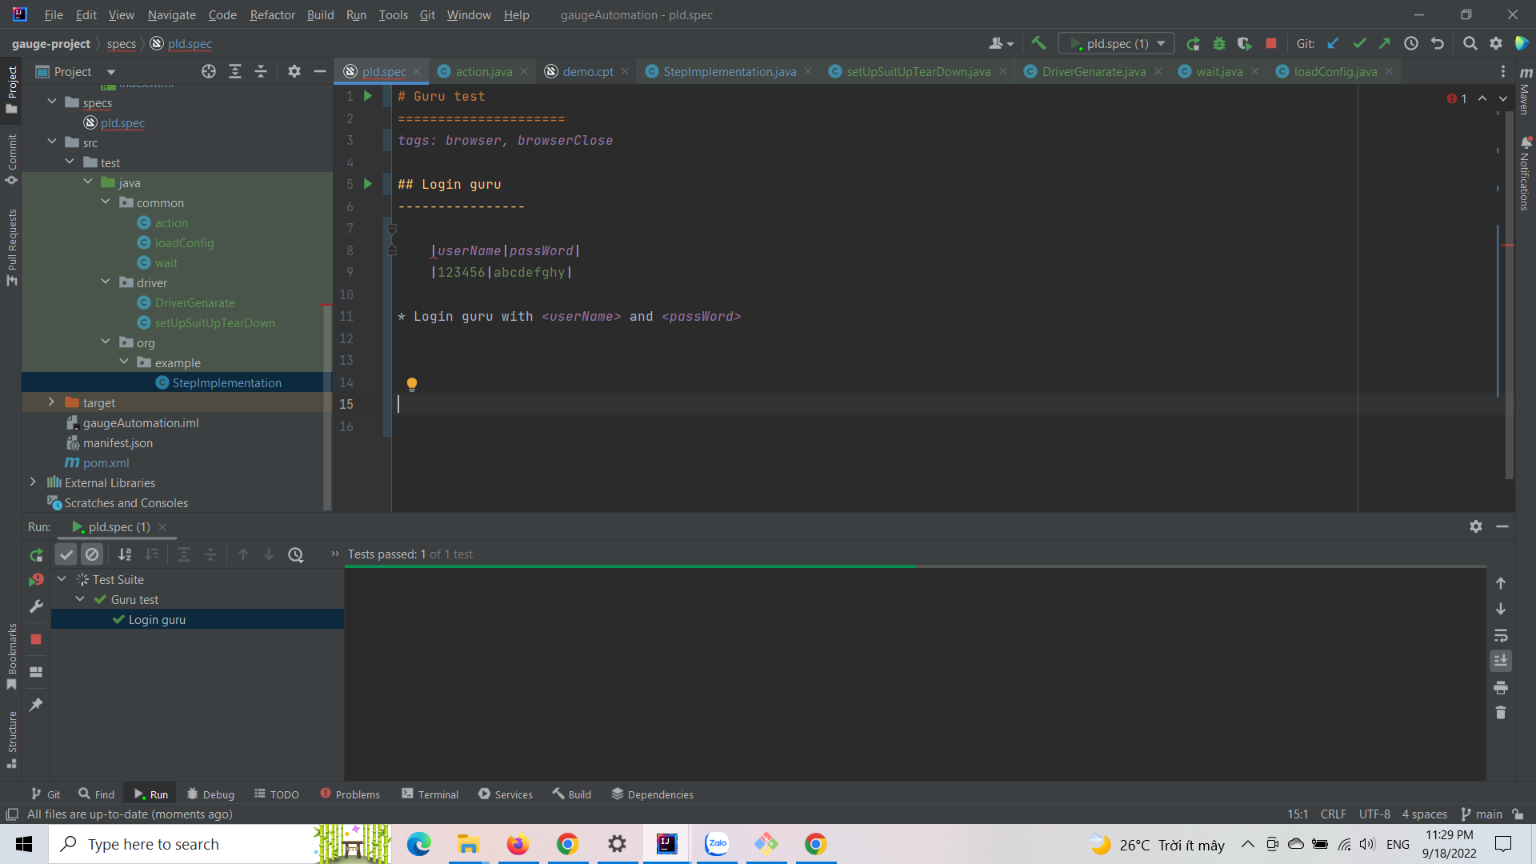 File Edit View Navigate Code Refactor Build Run Tools Git Window Help gaugeAutomation - pld.spec
gauge-project specs pld.spec
pld.spec (1)
Git:
Project
pld.spec action.java demo.cpt StepImplementation.java setUpSuitUpTearDown.java DriverGenarate.java wait.java loadConfig.java
specs
pld.spec
src
test
java
common
action
loadConfig
wait
driver
DriverGenarate
setUpSuitUpTearDown
org
example
StepImplementation
target
gaugeAutomation.iml
manifest.json
pom.xml
External Libraries
Scratches and Consoles
1 # Guru test
2 =====================
3 tags: browser, browserClose
4
5 ## Login guru
6 ----------------
7
8 |userName|passWord|
9 |123456|abcdefghy|
10
11 * Login guru with <userName> and <passWord>
12
13
14
15
16
1
Project
Commit
Pull Requests
Bookmarks
Structure
Maven
Notifications
Run: pld.spec (1)
Tests passed: 1 of 1 test
Test Suite
Guru test
Login guru
Git Find Run Debug TODO Problems Terminal Services Build Dependencies
All files are up-to-date (moments ago)
15:1 CRLF UTF-8 4 spaces main
Type here to search
Zalo
26°C Trời ít mây
ENG
11:29 PM
9/18/2022